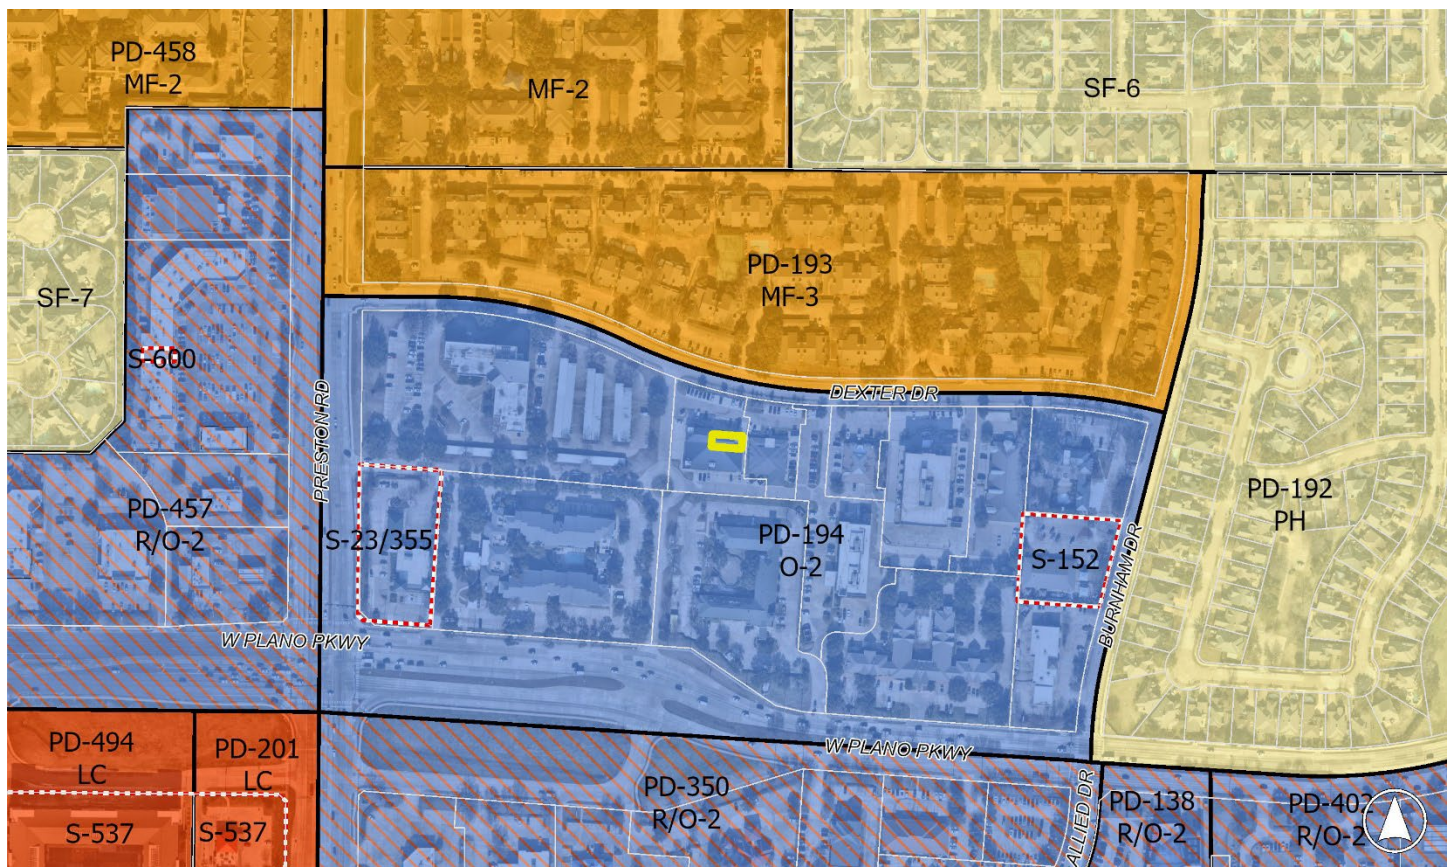 PD-458
MF-2
MF-2
SF-6
PD-193
MF-3
SF-7
S-600
DEXTER DR
PRESTON RD
PD-457
R/O-2
S-23/355
PD-194
O-2
S-152
PD-192
PH
BURNHAM DR
W PLANO PKWY
W PLANO PKWY
PD-494
LC
PD-201
LC
S-537
S-537
PD-350
R/O-2
ALLIED DR
PD-138
R/O-2
PD-402
R/O-2